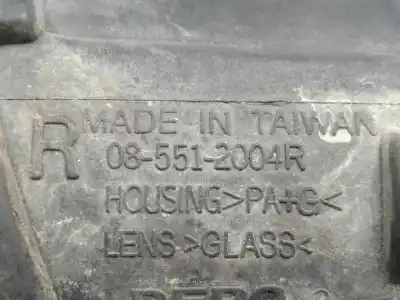 R MADE IN TAIWAN
08-551-2004R
HOUSING>PA+G<
LENS>GLASS<